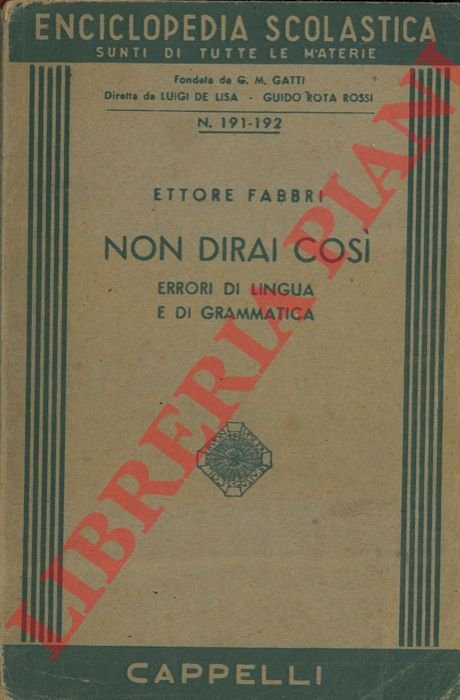 ENCICLOPEDIA SCOLASTICA
SUNTI DI TUTTE LE MATERIE
Fondata da G. M. GATTI
Diretta da LUIGI DE LISA - GUIDO ROTA ROSSI
N. 191-192
ETTORE FABBRI
NON DIRAI COSÌ
ERRORI DI LINGUA
E DI GRAMMATICA
CAPPELLI
LIBRERIA PIANI